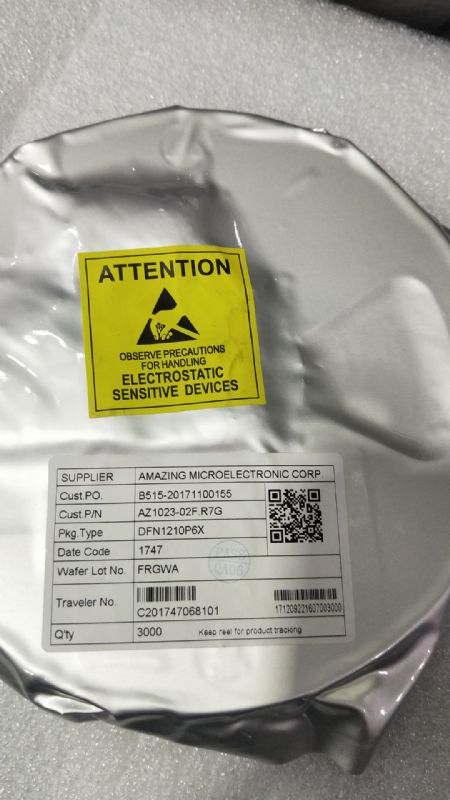 ATTENTION
OBSERVE PRECAUTIONS
FOR HANDLING
ELECTROSTATIC
SENSITIVE DEVICES
SUPPLIER AMAZING MICROELECTRONIC CORP.
Cust.PO. B515-20171100155
Cust.P/N AZ1023-02F.R7G
Pkg.Type DFN1210P6X
Date Code 1747
PASS
QA06
Wafer Lot No. FRGWA
Traveler No. C201747068101 171209221607003000
Q'ty 3000 Keep reel for product tracking